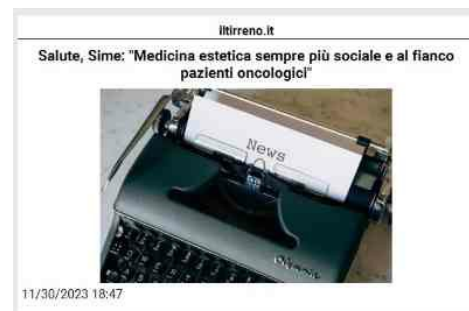 iltirreno.it
Salute, Sime: "Medicina estetica sempre più sociale e al fianco
pazienti oncologici"
News
Olympia
11/30/2023 18:47